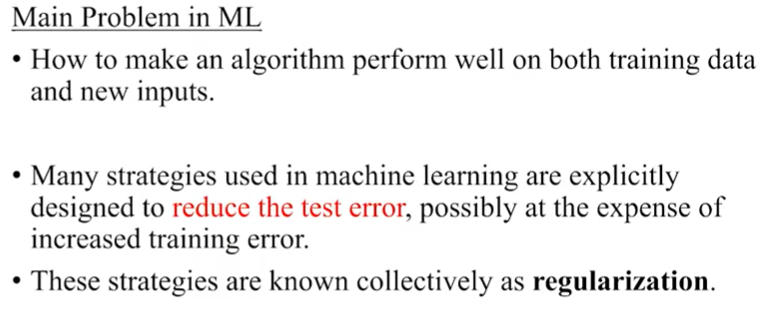 Main Problem in ML
• How to make an algorithm perform well on both training data
and new inputs.
• Many strategies used in machine learning are explicitly
designed to reduce the test error, possibly at the expense of
increased training error.
• These strategies are known collectively as regularization.